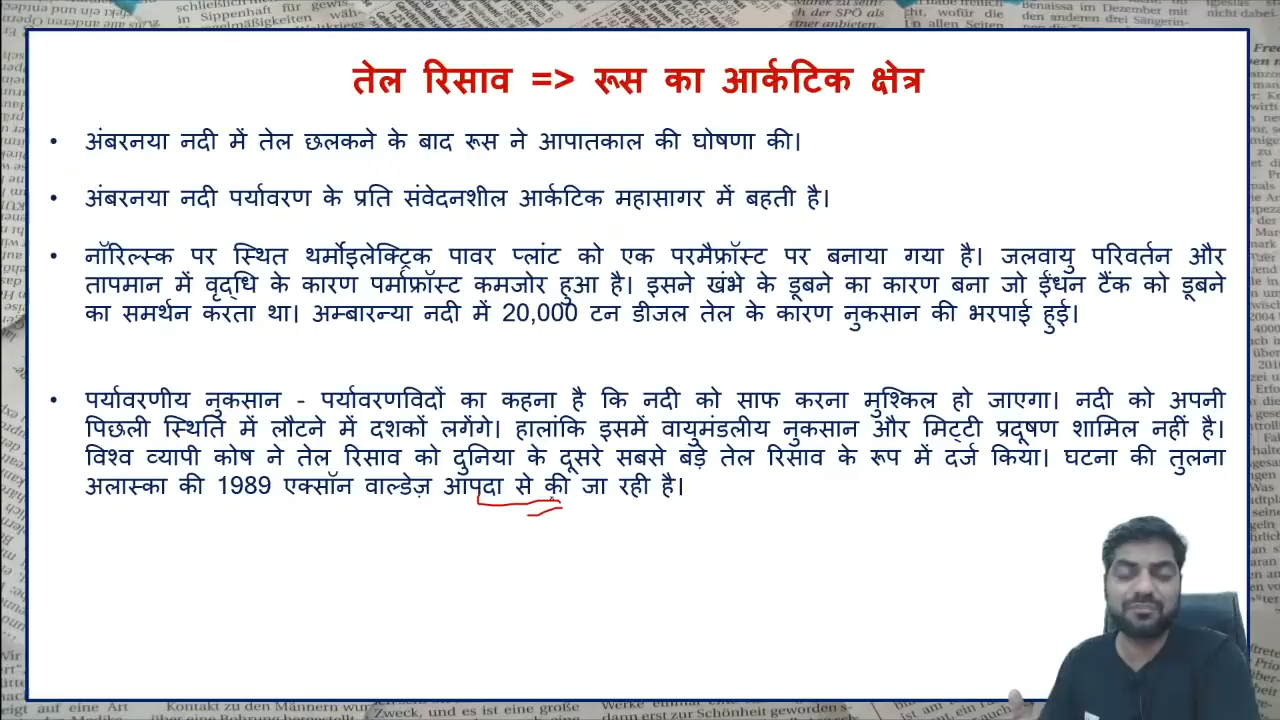 तेल रिसाव => रूस का आर्कटिक क्षेत्र
• अंबरनया नदी में तेल छलकने के बाद रूस ने आपातकाल की घोषणा की।
• अंबरनया नदी पर्यावरण के प्रति संवेदनशील आर्कटिक महासागर में बहती है।
• नॉरिल्स्क पर स्थित थर्मोइलेक्ट्रिक पावर प्लांट को एक परमैफ्रॉस्ट पर बनाया गया है। जलवायु परिवर्तन और
तापमान में वृद्धि के कारण पर्माफ्रॉस्ट कमजोर हुआ है। इसने खंभे के डूबने का कारण बना जो ईंधन टैंक को डूबने
का समर्थन करता था। अम्बारन्या नदी में 20,000 टन डीजल तेल के कारण नुकसान की भरपाई हुई।
• पर्यावरणीय नुकसान - पर्यावरणविदों का कहना है कि नदी को साफ करना मुश्किल हो जाएगा। नदी को अपनी
पिछली स्थिति में लौटने में दशकों लगेंगे। हालांकि इसमें वायुमंडलीय नुकसान और मिट्टी प्रदूषण शामिल नहीं है।
विश्व व्यापी कोष ने तेल रिसाव को दुनिया के दूसरे सबसे बड़े तेल रिसाव के रूप में दर्ज किया। घटना की तुलना
अलास्का की 1989 एक्सॉन वाल्डेज़ आपदा से की जा रही है।